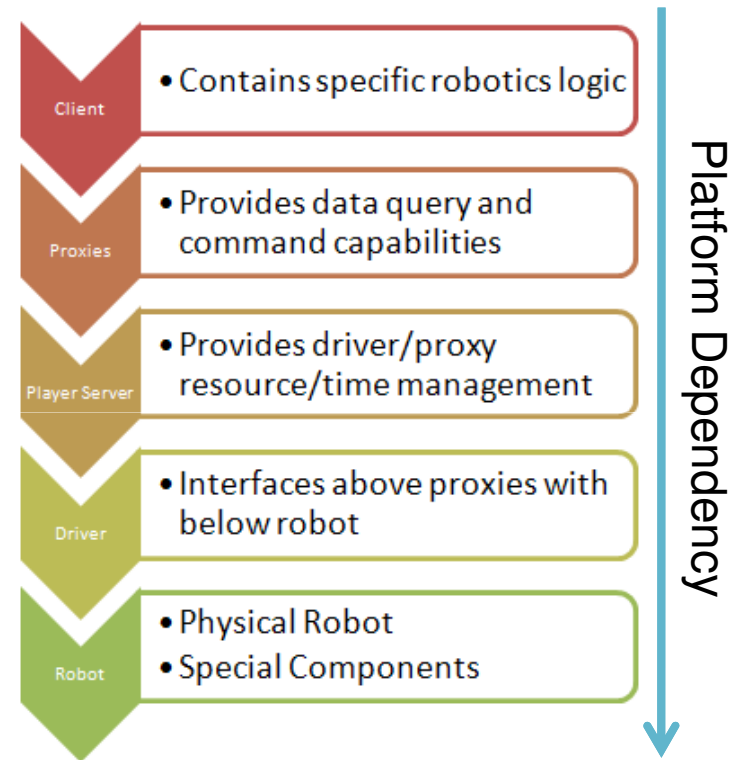 Client
• Contains specific robotics logic
Proxies
• Provides data query and
command capabilities
Player Server
• Provides driver/proxy
resource/time management
Driver
• Interfaces above proxies with
below robot
Robot
• Physical Robot
• Special Components
Platform Dependency